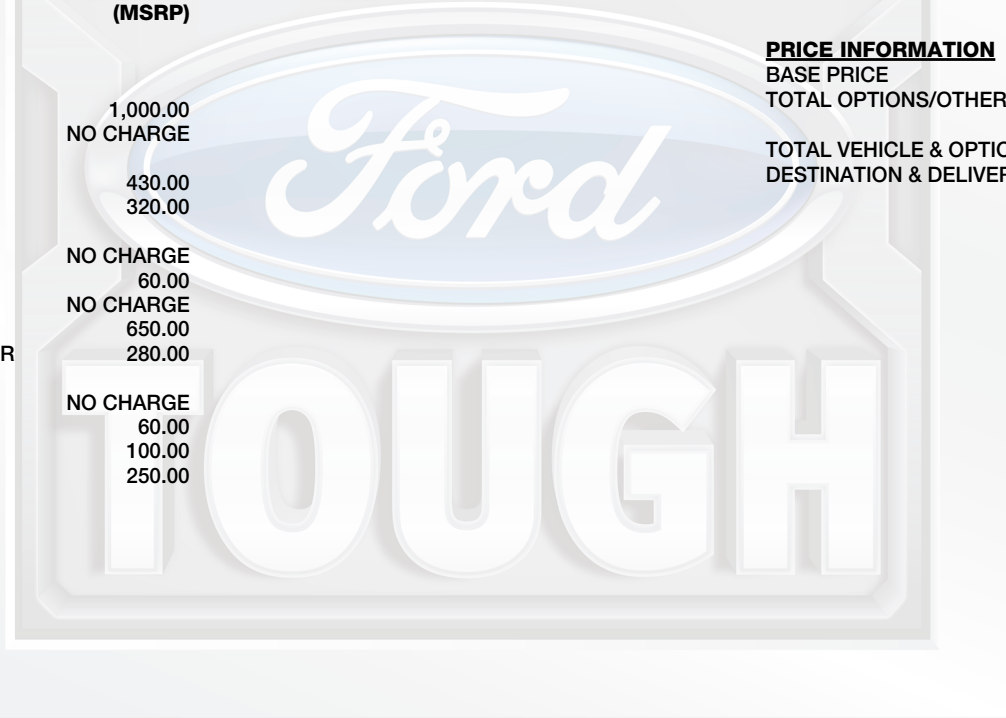 (MSRP)
1,000.00
NO CHARGE
430.00
320.00
NO CHARGE
60.00
NO CHARGE
650.00
R 280.00
NO CHARGE
60.00
100.00
250.00
PRICE INFORMATION
BASE PRICE
TOTAL OPTIONS/OTHER
TOTAL VEHICLE & OPTIO
DESTINATION & DELIVER
Ford
TOUGH